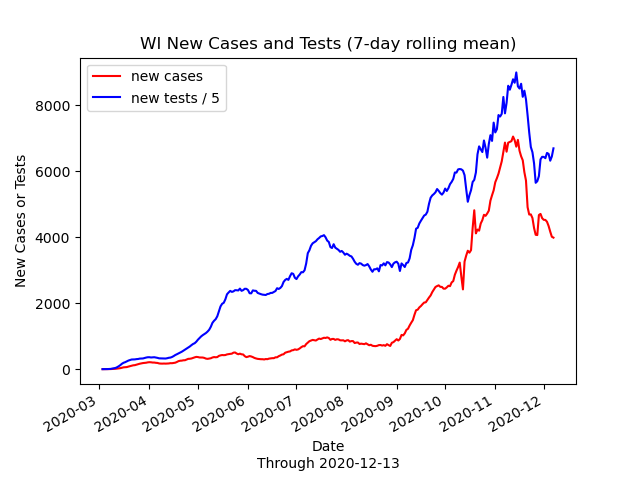 WI New Cases and Tests (7-day rolling mean)
new cases
new tests / 5
New Cases or Tests
8000
6000
4000
2000
0
2020-03
2020-04
2020-05
2020-06
2020-07
2020-08
2020-09
2020-10
2020-11
2020-12
Date
Through 2020-12-13